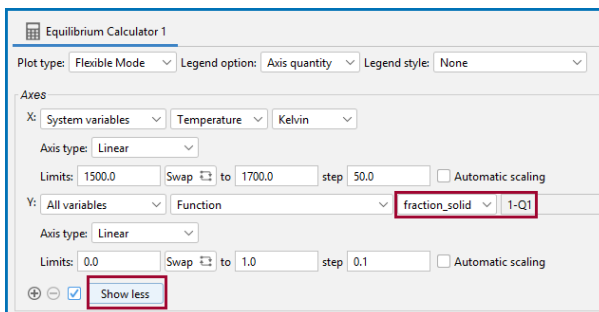 Equilibrium Calculator 1
Plot type: Flexible Mode Legend option: Axis quantity Legend style: None
Axes
X: System variables Temperature Kelvin
Axis type: Linear
Limits: 1500.0 Swap to 1700.0 step 50.0 Automatic scaling
Y: All variables Function fraction_solid 1-Q1
Axis type: Linear
Limits: 0.0 Swap to 1.0 step 0.1 Automatic scaling
Show less